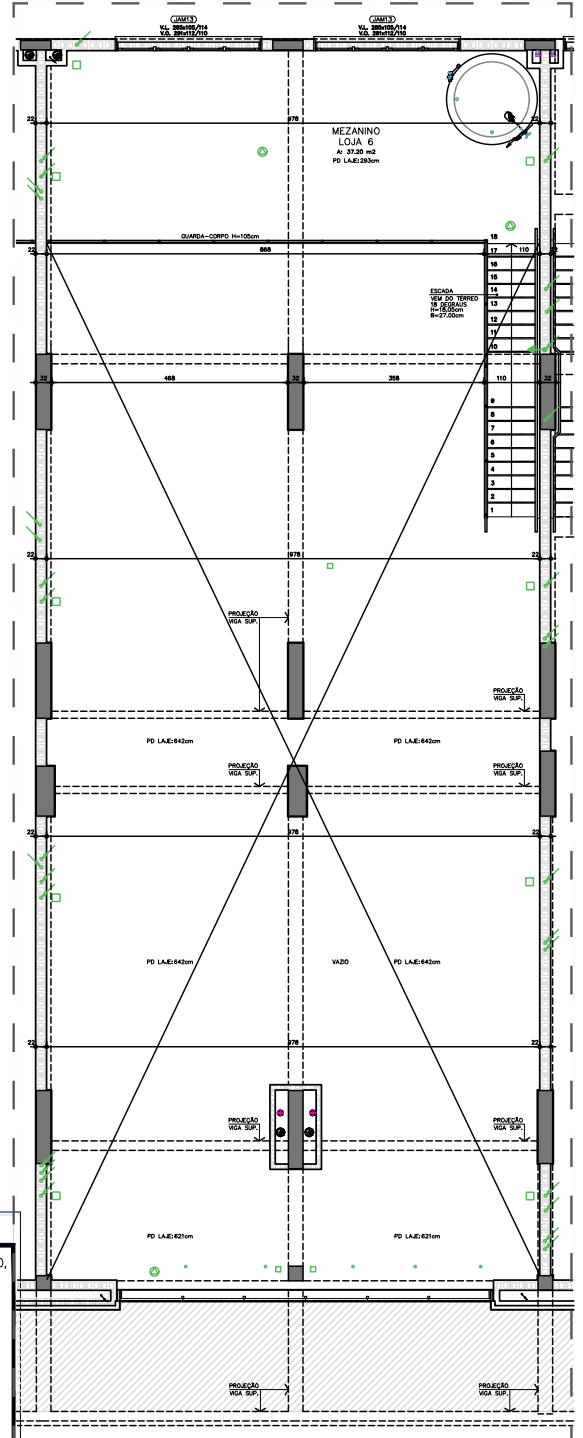 JAM13
V.L. 285x105/114
V.O. 291x112/110
JAM13
V.L. 285x105/114
V.O. 291x112/110
22
978
22
MEZANINO
LOJA 6
A: 37.20 m2
PD LAJE:293cm
GUARDA-CORPO H=105cm
22
868
110
18
17
16
15
14
13
12
11
10
ESCADA
VEM DO TÉRREO
18 DEGRAUS
B=27,00cm
32
468
32
358
110
32
9
8
7
6
5
4
3
2
1
22
978
22
PROJEÇÃO
VIGA SUP.
PROJEÇÃO
VIGA SUP.
PD LAJE:642cm
PD LAJE:642cm
PROJEÇÃO
VIGA SUP.
PROJEÇÃO
VIGA SUP.
22
978
22
PD LAJE:642cm
VAZIO
PD LAJE:642cm
22
978
22
PROJEÇÃO
VIGA SUP.
PROJEÇÃO
VIGA SUP.
PD LAJE:621cm
PD LAJE:621cm
0,
PROJEÇÃO
VIGA SUP.
PROJEÇÃO
VIGA SUP.